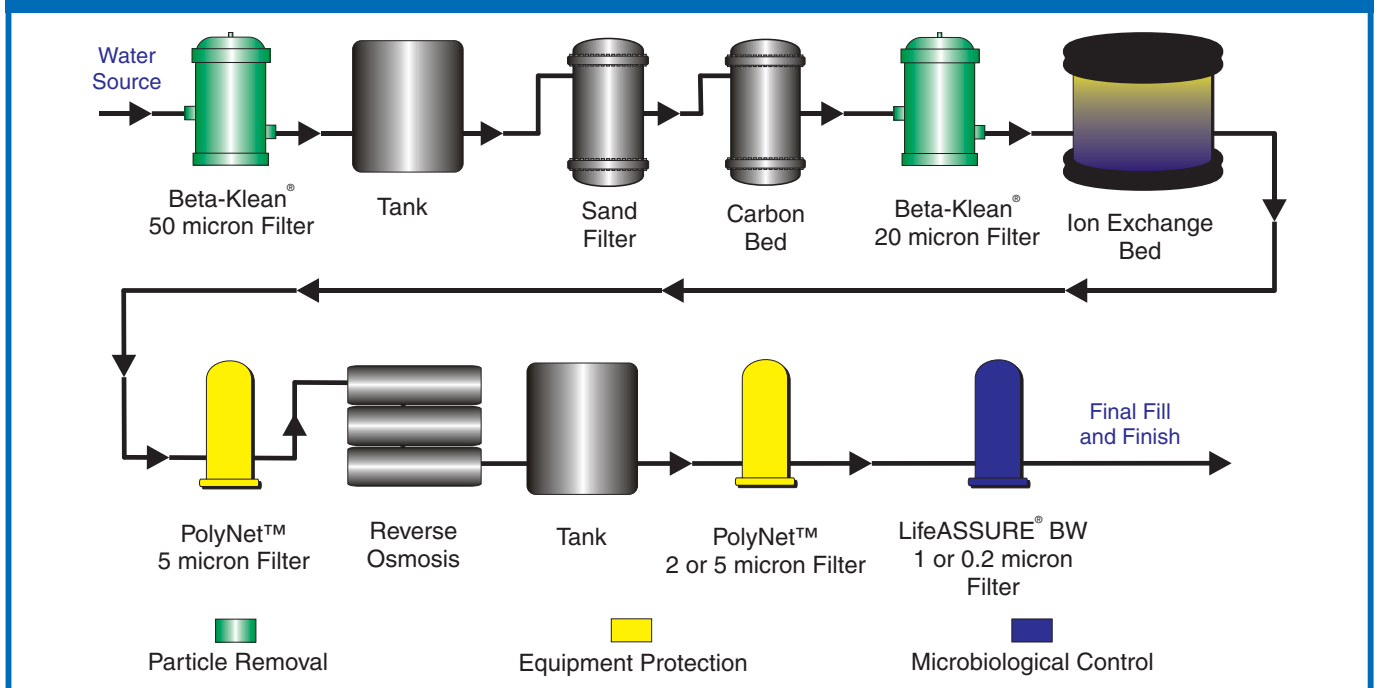 Water
Source
Beta-Klean®
50 micron Filter
Tank
Sand
Filter
Carbon
Bed
Beta-Klean®
20 micron Filter
Ion Exchange
Bed
PolyNet™
5 micron Filter
Reverse
Osmosis
Tank
PolyNet™
2 or 5 micron Filter
LifeASSURE® BW
1 or 0.2 micron
Filter
Final Fill
and Finish
Particle Removal
Equipment Protection
Microbiological Control